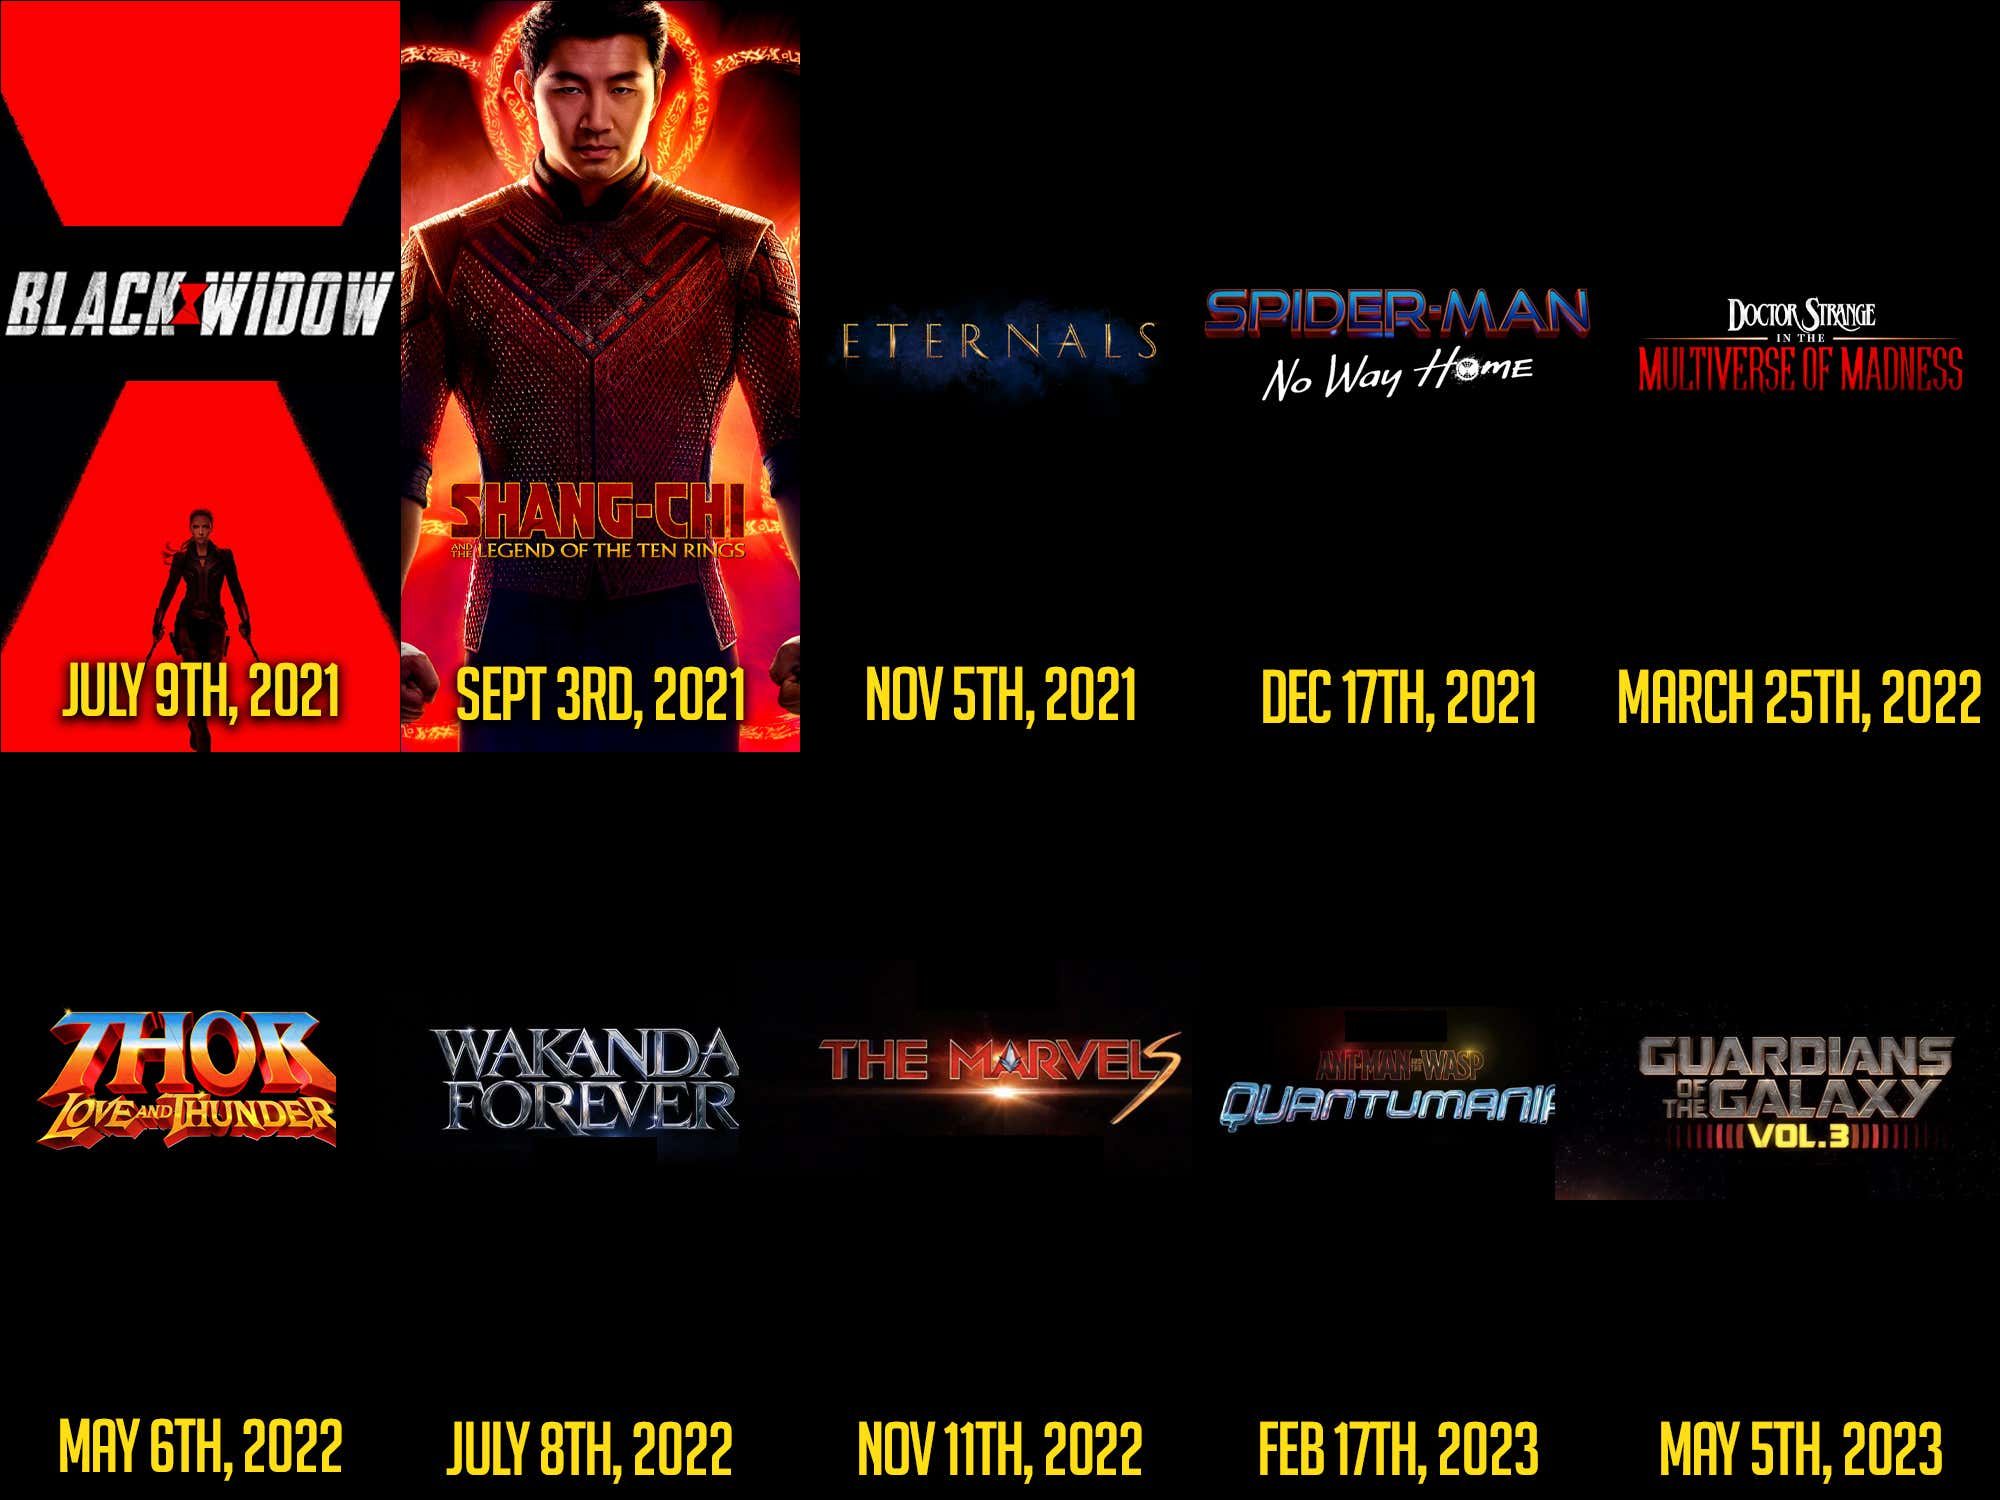 BLACK WIDOW
JULY 9TH, 2021
SHANG-CHI
AND THE LEGEND OF THE TEN RINGS
SEPT 3RD, 2021
ETERNALS
NOV 5TH, 2021
SPIDER-MAN
No Way Home
DEC 17TH, 2021
DOCTOR STRANGE
IN THE
MULTIVERSE OF MADNESS
MARCH 25TH, 2022
THOR
LOVE AND THUNDER
MAY 6TH, 2022
WAKANDA
FOREVER
JULY 8TH, 2022
THE MARVELS
NOV 11TH, 2022
ANT-MAN AND THE WASP
QUANTUMANIA
FEB 17TH, 2023
GUARDIANS
OF THE GALAXY
VOL.3
MAY 5TH, 2023